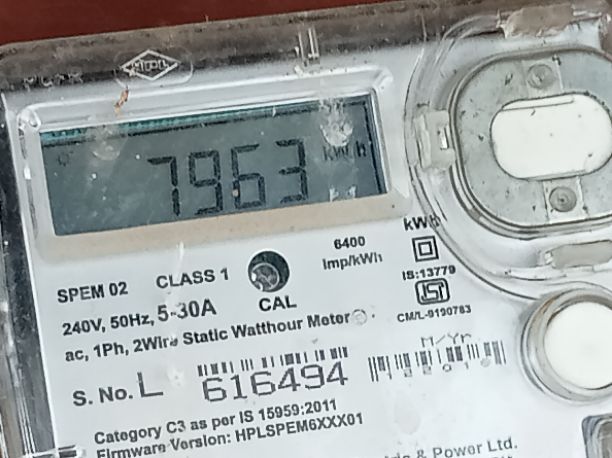 HPL
7963 kWh
kWh
6400
Imp/kWh
SPEM 02 CLASS 1
IS:13779
CAL
ISI
CM/L-9190783
240V, 50Hz, 5-30A
ac, 1Ph, 2Wire Static Watthour Meter
M/Yr
S. No. L 616494
Category C3 as per IS 15959:2011
Firmware Version: HPLSPEM6XXX01
& Power Ltd.